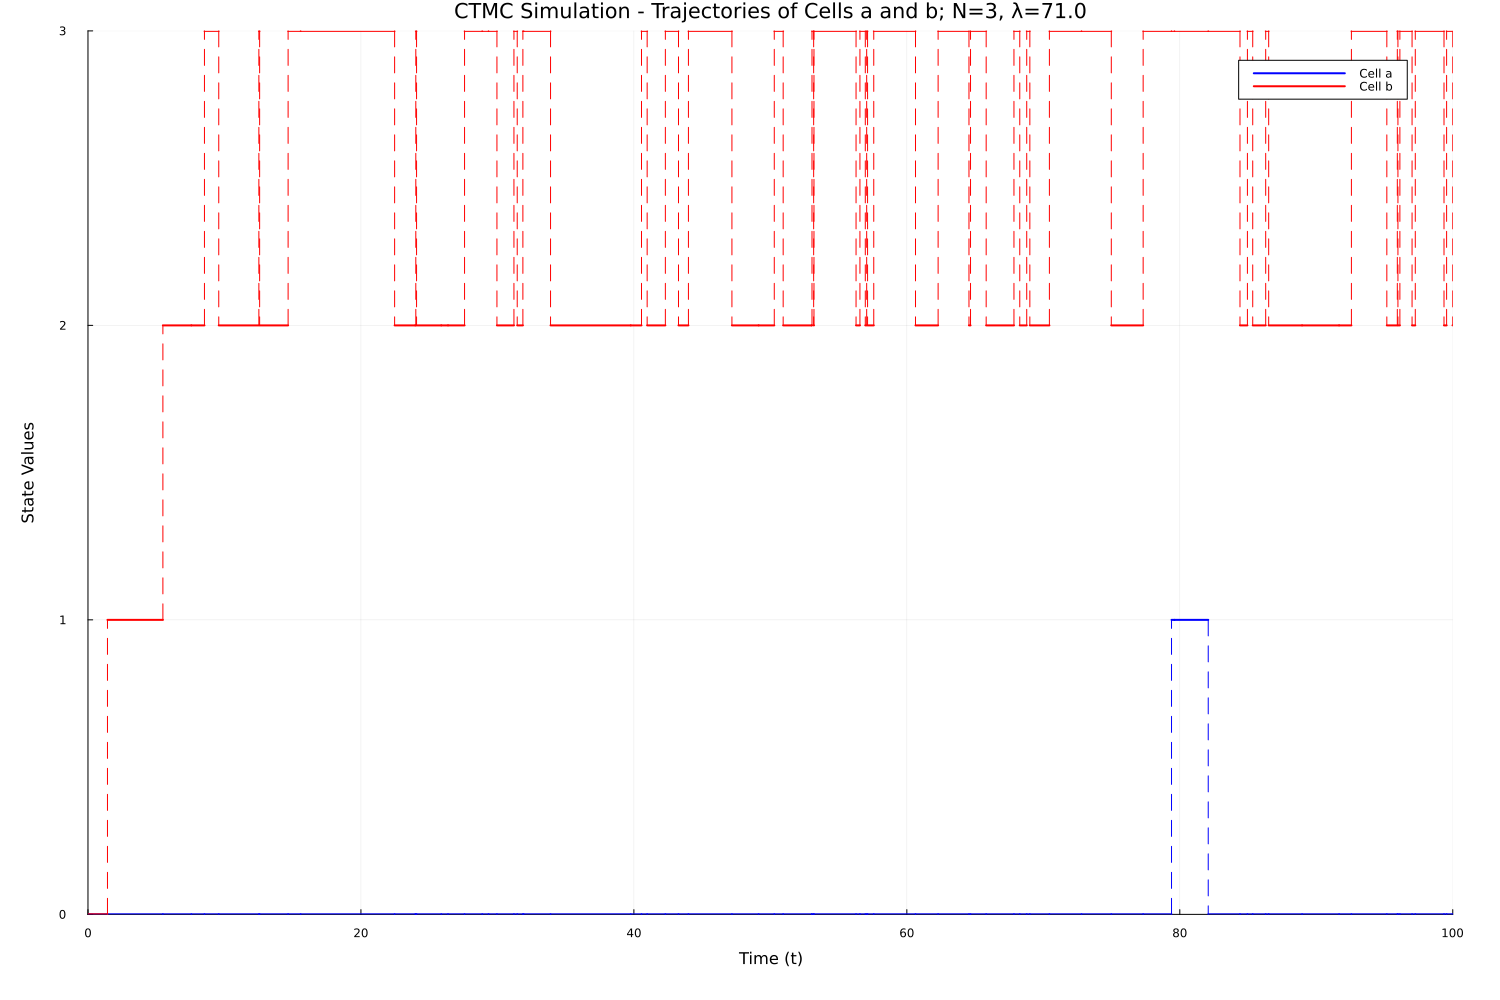 CTMC Simulation - Trajectories of Cells a and b; N=3, λ=71.0
3
Cell a
Cell b
2
State Values
1
0
0 20 40 60 80 100
Time (t)